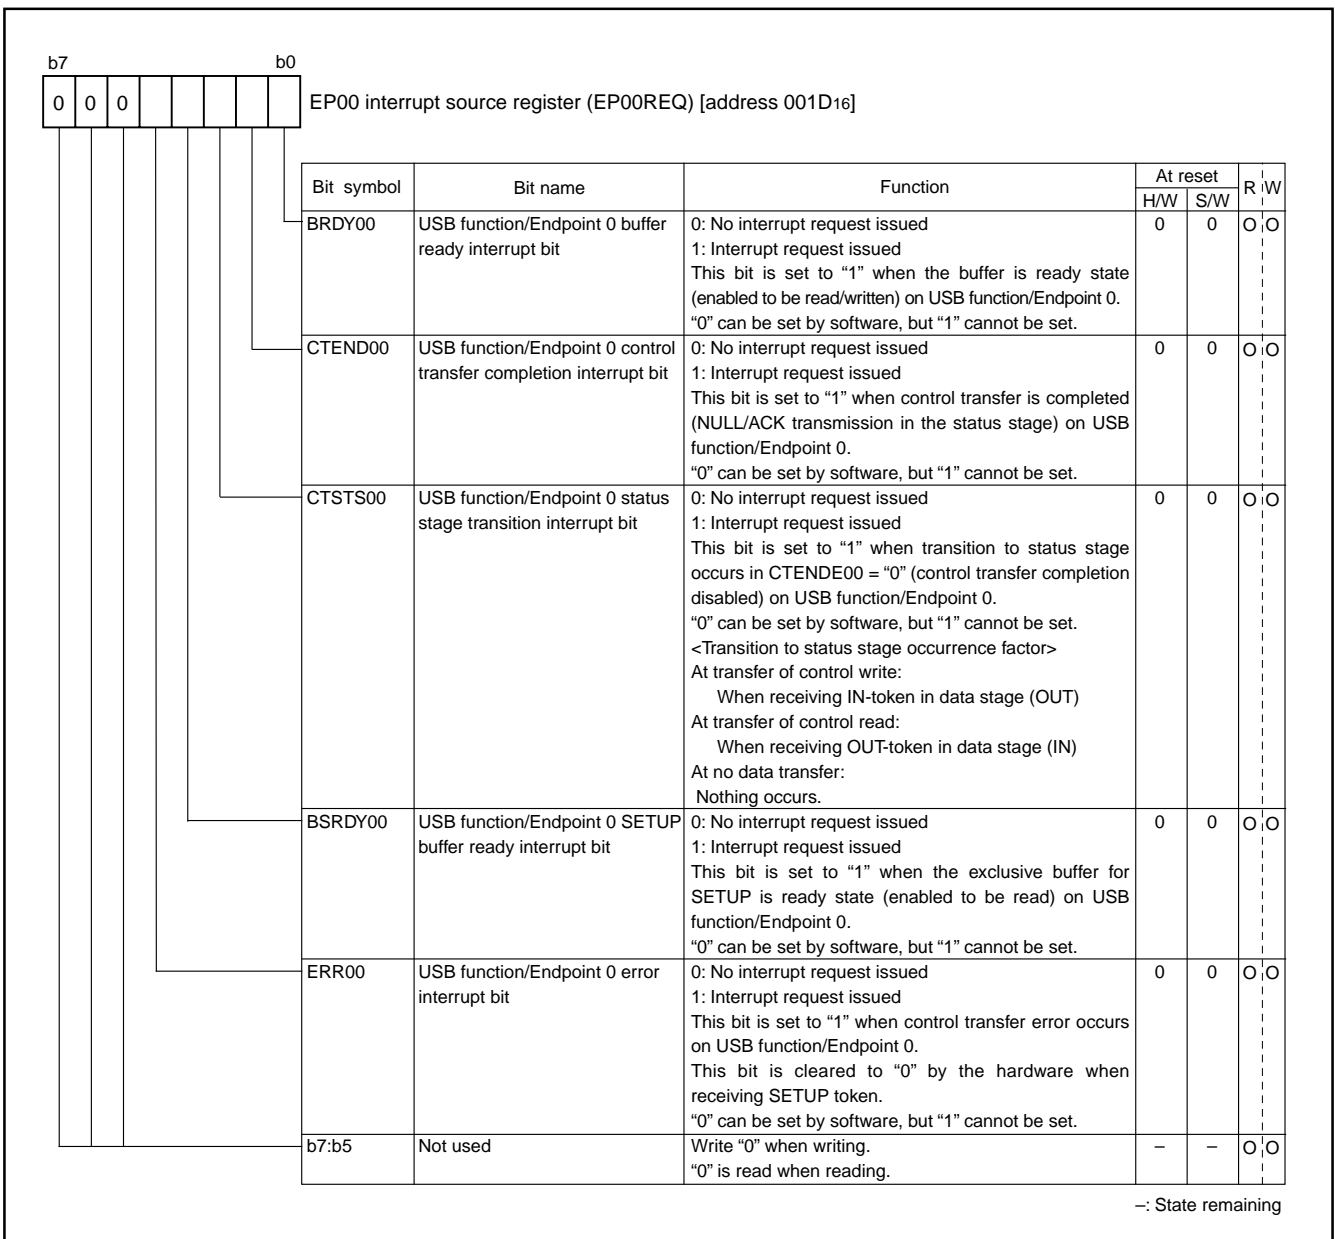 b7 b0
0 0 0
EP00 interrupt source register (EP00REQ) [address 001D16]
Bit symbol Bit name Function At reset R W
H/W S/W
BRDY00 USB function/Endpoint 0 buffer 0: No interrupt request issued 0 0 O O
ready interrupt bit 1: Interrupt request issued
This bit is set to “1” when the buffer is ready state
(enabled to be read/written) on USB function/Endpoint 0.
“0” can be set by software, but “1” cannot be set.
CTEND00 USB function/Endpoint 0 control 0: No interrupt request issued 0 0 O O
transfer completion interrupt bit 1: Interrupt request issued
This bit is set to “1” when control transfer is completed
(NULL/ACK transmission in the status stage) on USB
function/Endpoint 0.
“0” can be set by software, but “1” cannot be set.
CTSTS00 USB function/Endpoint 0 status 0: No interrupt request issued 0 0 O O
stage transition interrupt bit 1: Interrupt request issued
This bit is set to “1” when transition to status stage
occurs in CTENDE00 = “0” (control transfer completion
disabled) on USB function/Endpoint 0.
“0” can be set by software, but “1” cannot be set.
<Transition to status stage occurrence factor>
At transfer of control write:
When receiving IN-token in data stage (OUT)
At transfer of control read:
When receiving OUT-token in data stage (IN)
At no data transfer:
Nothing occurs.
BSRDY00 USB function/Endpoint 0 SETUP 0: No interrupt request issued 0 0 O O
buffer ready interrupt bit 1: Interrupt request issued
This bit is set to “1” when the exclusive buffer for
SETUP is ready state (enabled to be read) on USB
function/Endpoint 0.
“0” can be set by software, but “1” cannot be set.
ERR00 USB function/Endpoint 0 error 0: No interrupt request issued 0 0 O O
interrupt bit 1: Interrupt request issued
This bit is set to “1” when control transfer error occurs
on USB function/Endpoint 0.
This bit is cleared to “0” by the hardware when
receiving SETUP token.
“0” can be set by software, but “1” cannot be set.
b7:b5 Not used Write “0” when writing. – – O O
“0” is read when reading.
–: State remaining